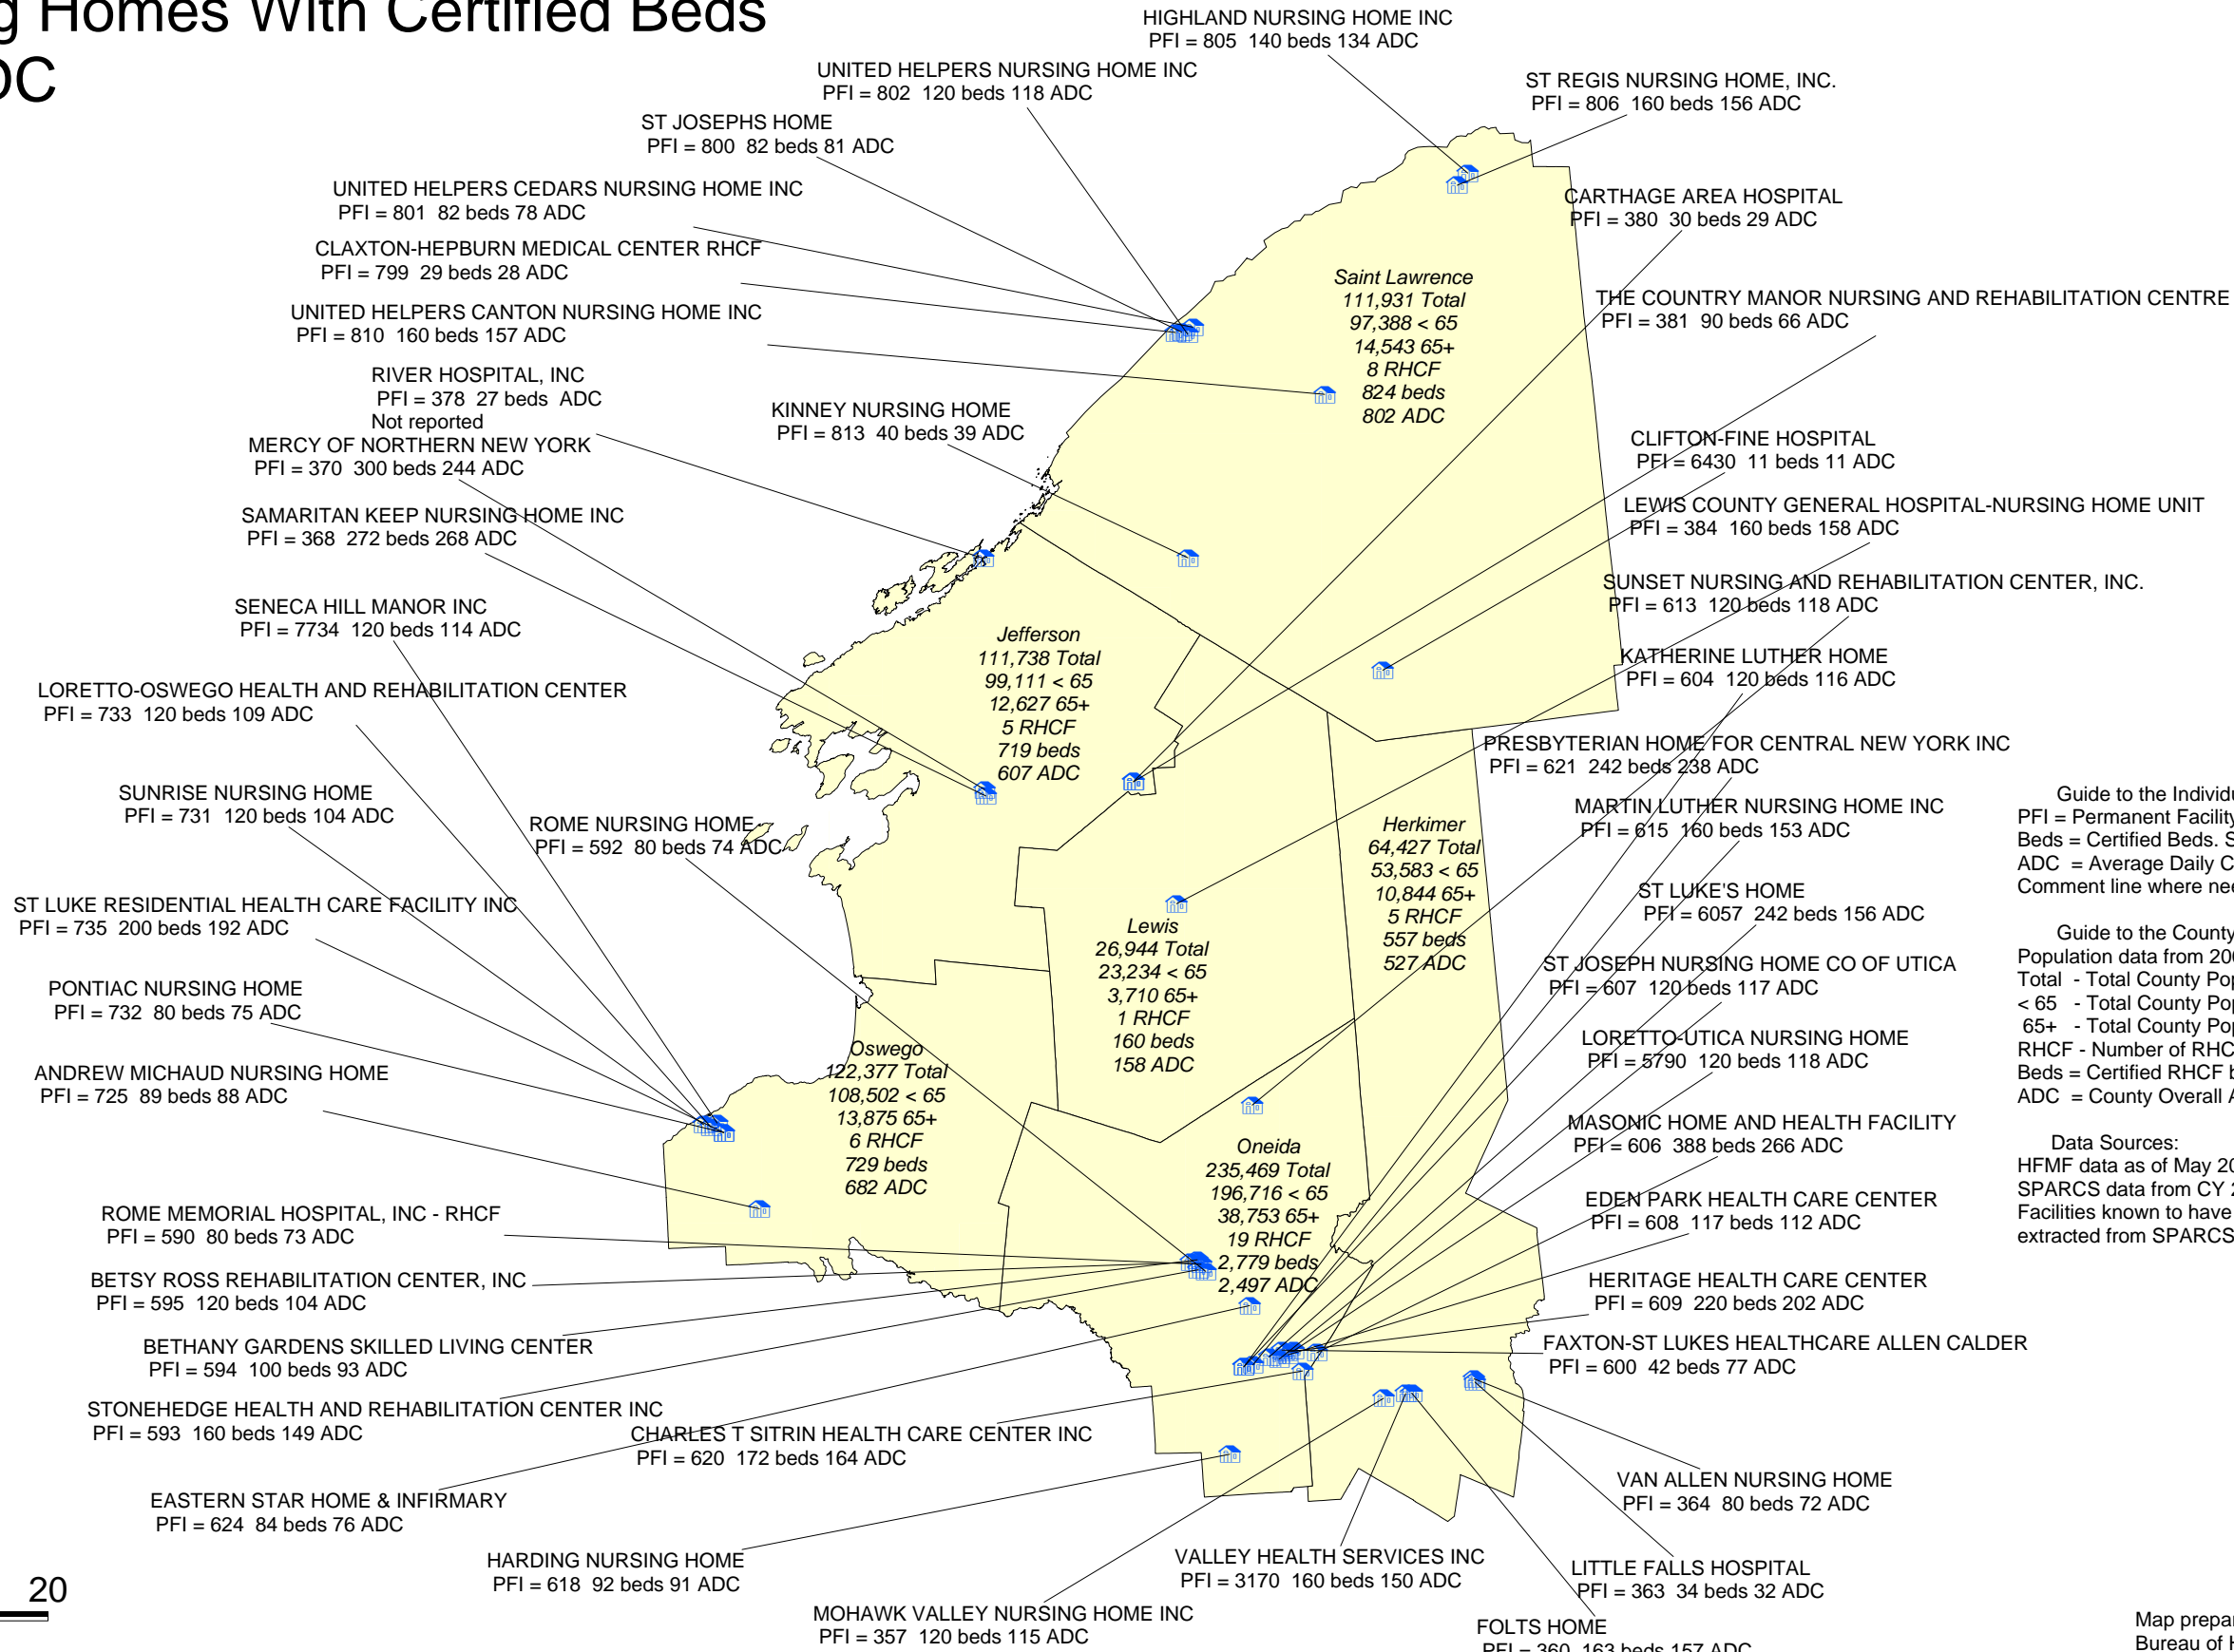 Homes With Certified Beds
HIGHLAND NURSING HOME INC
PFI = 805 140 beds 134 ADC
UNITED HELPERS NURSING HOME INC
PFI = 802 120 beds 118 ADC
ST REGIS NURSING HOME, INC.
PFI = 806 160 beds 156 ADC
ST JOSEPHS HOME
PFI = 800 82 beds 81 ADC
UNITED HELPERS CEDARS NURSING HOME INC
PFI = 801 82 beds 78 ADC
CARTHAGE AREA HOSPITAL
PFI = 380 30 beds 29 ADC
CLAXTON-HEPBURN MEDICAL CENTER RHCF
PFI = 799 29 beds 28 ADC
Saint Lawrence
111,931 Total
97,388 < 65
14,543 65+
8 RHCF
824 beds
802 ADC
THE COUNTRY MANOR NURSING AND REHABILITATION CENTRE
PFI = 381 90 beds 66 ADC
UNITED HELPERS CANTON NURSING HOME INC
PFI = 810 160 beds 157 ADC
RIVER HOSPITAL, INC
PFI = 378 27 beds ADC
Not reported
KINNEY NURSING HOME
PFI = 813 40 beds 39 ADC
MERCY OF NORTHERN NEW YORK
PFI = 370 300 beds 244 ADC
CLIFTON-FINE HOSPITAL
PFI = 6430 11 beds 11 ADC
SAMARITAN KEEP NURSING HOME INC
PFI = 368 272 beds 268 ADC
LEWIS COUNTY GENERAL HOSPITAL-NURSING HOME UNIT
PFI = 384 160 beds 158 ADC
SENECA HILL MANOR INC
PFI = 7734 120 beds 114 ADC
SUNSET NURSING AND REHABILITATION CENTER, INC.
PFI = 613 120 beds 118 ADC
Jefferson
111,738 Total
99,111 < 65
12,627 65+
5 RHCF
719 beds
607 ADC
KATHERINE LUTHER HOME
PFI = 604 120 beds 116 ADC
LORETTO-OSWEGO HEALTH AND REHABILITATION CENTER
PFI = 733 120 beds 109 ADC
PRESBYTERIAN HOME FOR CENTRAL NEW YORK INC
PFI = 621 242 beds 238 ADC
SUNRISE NURSING HOME
PFI = 731 120 beds 104 ADC
ROME NURSING HOME
PFI = 592 80 beds 74 ADC
MARTIN LUTHER NURSING HOME INC
PFI = 615 160 beds 153 ADC
Herkimer
64,427 Total
53,583 < 65
10,844 65+
5 RHCF
557 beds
527 ADC
Guide to the
PFI = Permanent Facility
Beds = Certified Beds.
ADC = Average Daily
Comment line where
ST LUKE RESIDENTIAL HEALTH CARE FACILITY INC
PFI = 735 200 beds 192 ADC
ST LUKE'S HOME
PFI = 6057 242 beds 156 ADC
Lewis
26,944 Total
23,234 < 65
3,710 65+
1 RHCF
160 beds
158 ADC
Guide to the County
Population data from
Total - Total County
< 65 - Total County
65+ - Total County
RHCF - Number of
Beds = Certified RHCF
ADC = County Overall
ST JOSEPH NURSING HOME CO OF UTICA
PFI = 607 120 beds 117 ADC
PONTIAC NURSING HOME
PFI = 732 80 beds 75 ADC
LORETTO-UTICA NURSING HOME
PFI = 5790 120 beds 118 ADC
Oswego
122,377 Total
108,502 < 65
13,875 65+
6 RHCF
729 beds
682 ADC
ANDREW MICHAUD NURSING HOME
PFI = 725 89 beds 88 ADC
MASONIC HOME AND HEALTH FACILITY
PFI = 606 388 beds 266 ADC
Oneida
235,469 Total
196,716 < 65
38,753 65+
19 RHCF
2,779 beds
2,497 ADC
Data Sources:
HFMF data as of May
SPARCS data from CY
Facilities known to have
extracted from SPARCS
EDEN PARK HEALTH CARE CENTER
PFI = 608 117 beds 112 ADC
ROME MEMORIAL HOSPITAL, INC - RHCF
PFI = 590 80 beds 73 ADC
BETSY ROSS REHABILITATION CENTER, INC
PFI = 595 120 beds 104 ADC
HERITAGE HEALTH CARE CENTER
PFI = 609 220 beds 202 ADC
BETHANY GARDENS SKILLED LIVING CENTER
PFI = 594 100 beds 93 ADC
FAXTON-ST LUKES HEALTHCARE ALLEN CALDER
PFI = 600 42 beds 77 ADC
STONEHEDGE HEALTH AND REHABILITATION CENTER INC
PFI = 593 160 beds 149 ADC
CHARLES T SITRIN HEALTH CARE CENTER INC
PFI = 620 172 beds 164 ADC
VAN ALLEN NURSING HOME
PFI = 364 80 beds 72 ADC
EASTERN STAR HOME & INFIRMARY
PFI = 624 84 beds 76 ADC
HARDING NURSING HOME
PFI = 618 92 beds 91 ADC
VALLEY HEALTH SERVICES INC
PFI = 3170 160 beds 150 ADC
LITTLE FALLS HOSPITAL
PFI = 363 34 beds 32 ADC
20
MOHAWK VALLEY NURSING HOME INC
PFI = 357 120 beds 115 ADC
FOLTS HOME
PFI = 360 163 beds 157 ADC
Map
Bureau of